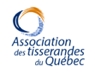 Association
des tisserandes
du Québec